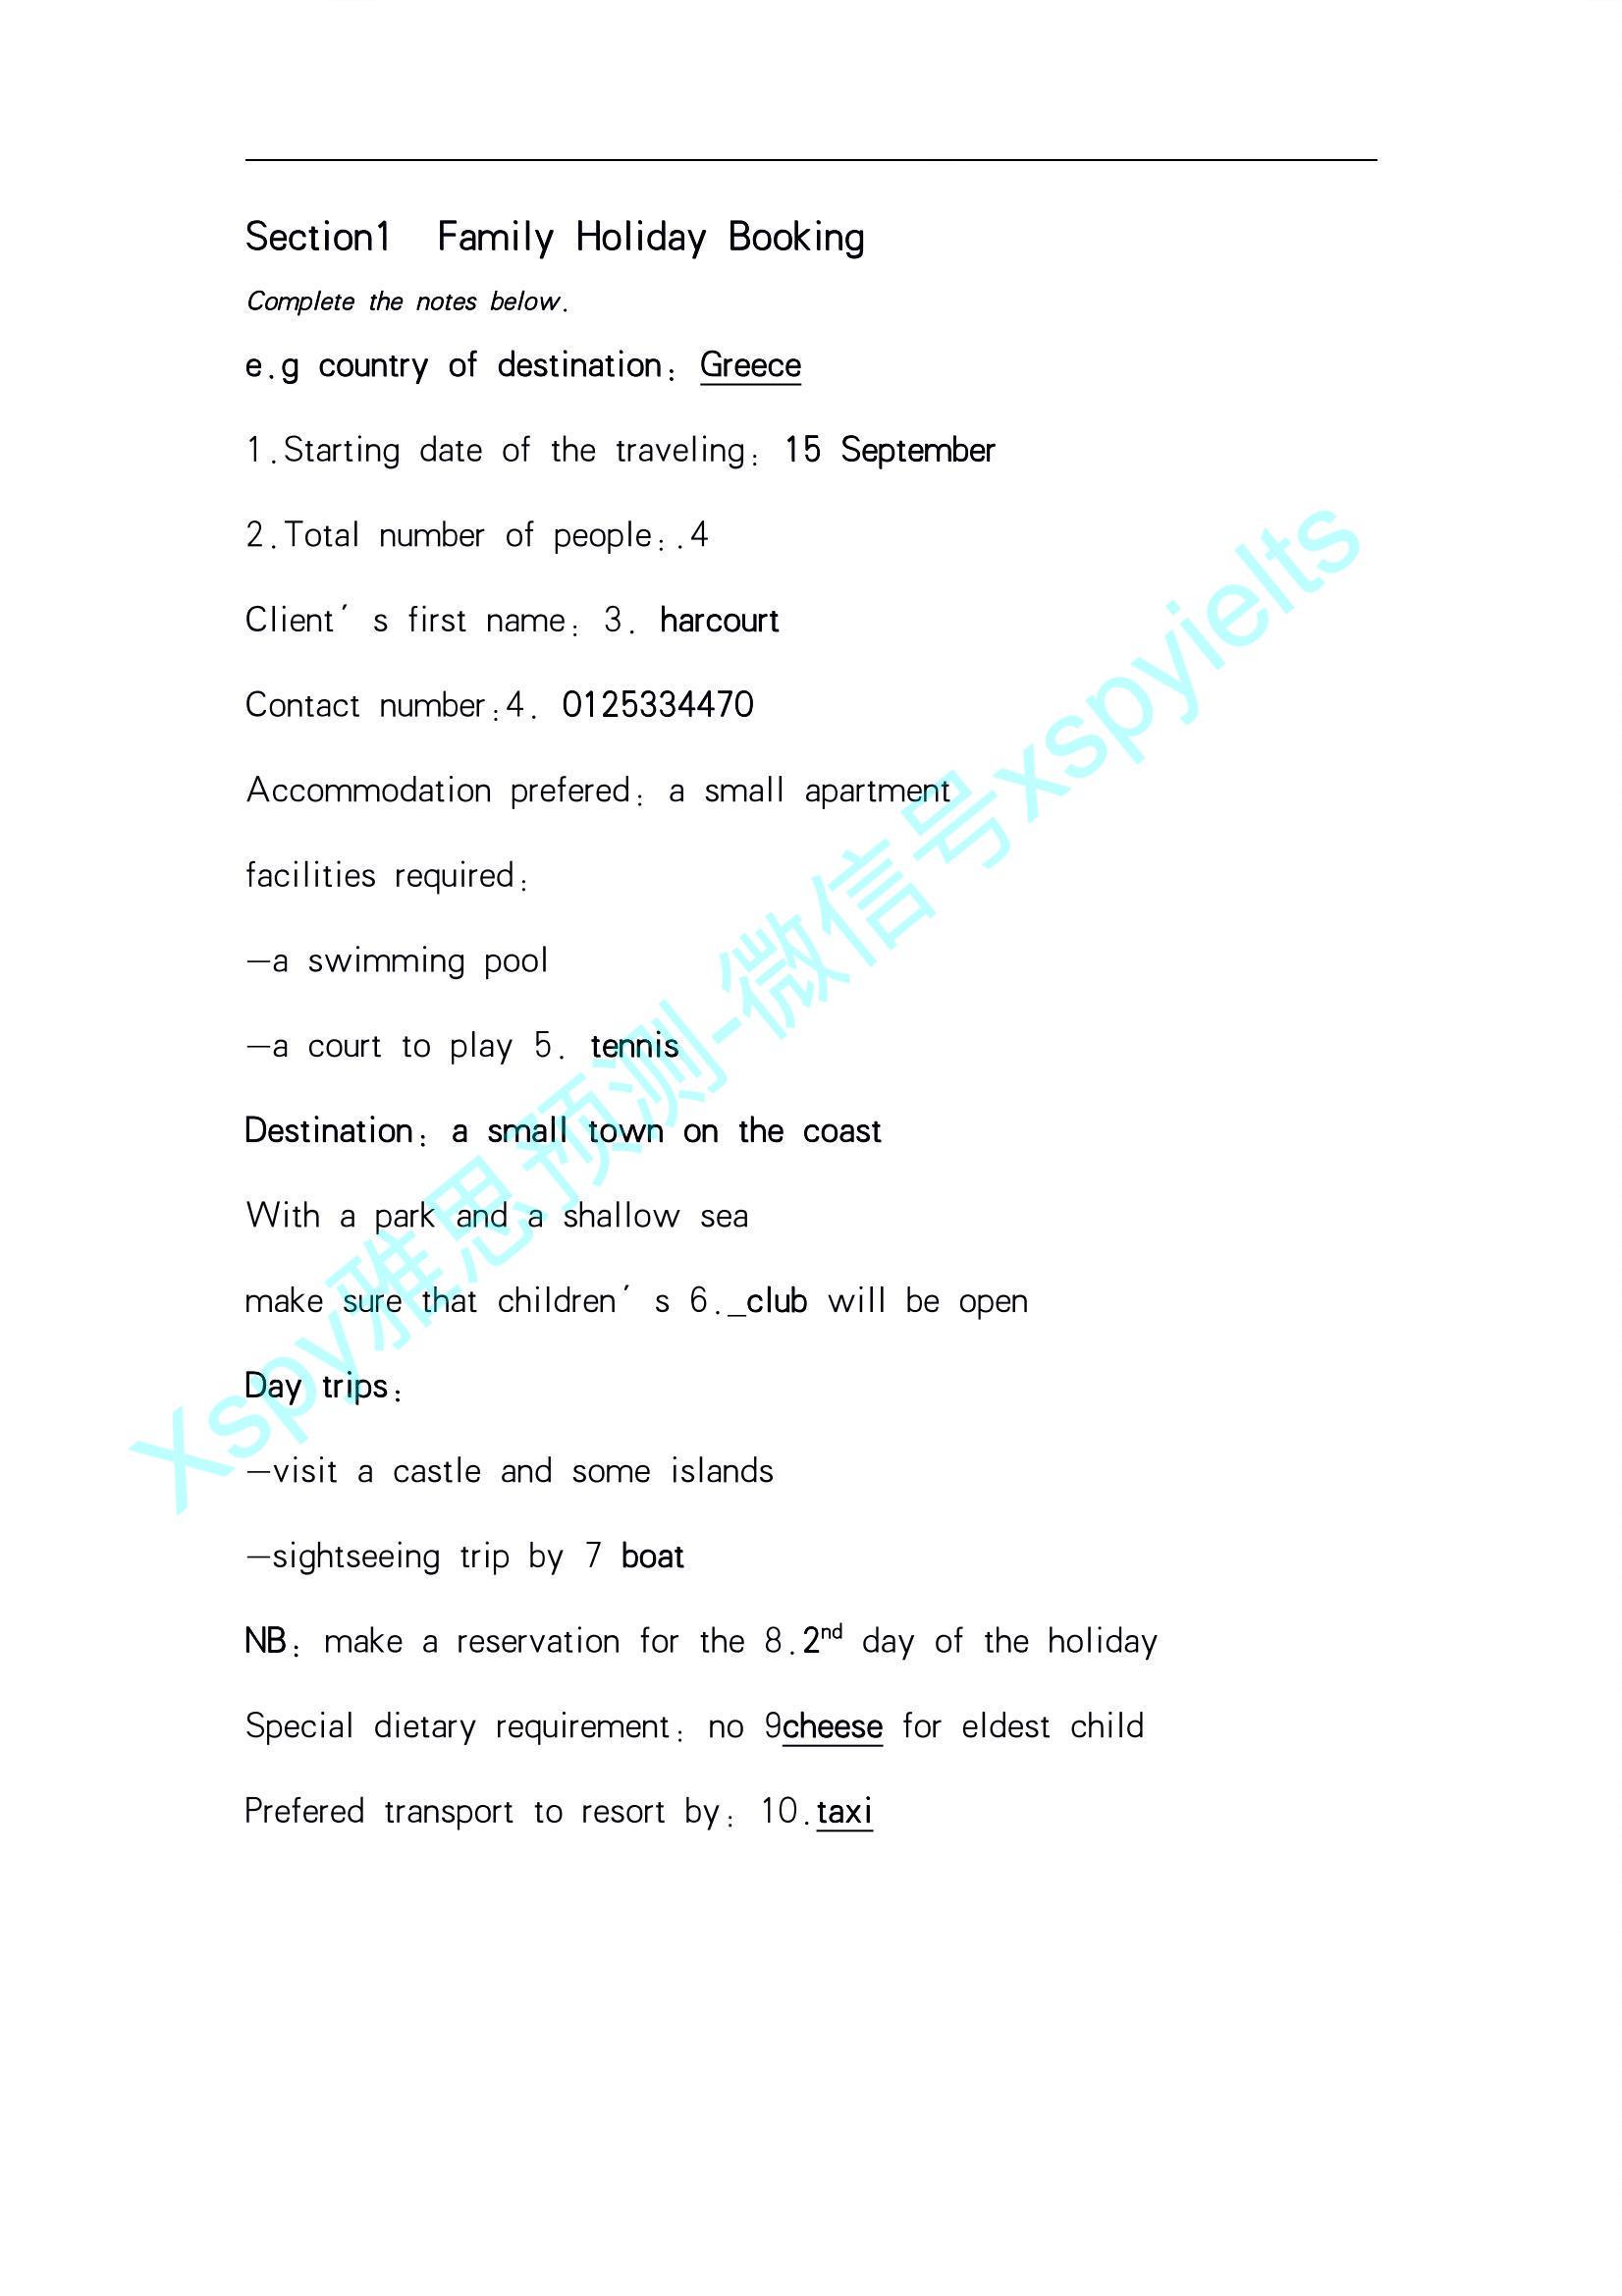 Section1  Family Holiday Booking
Complete the notes below.
e.g country of destination: Greece
1.Starting date of the traveling: 15 September
2.Total number of people:.4
Client′ s first name: 3. harcourt
Contact number:4. 0125334470
Accommodation prefered: a small apartment
facilities required:
—a swimming pool
—a court to play 5. tennis
Destination: a small town on the coast
With a park and a shallow sea
make sure that children′ s 6._club will be open
Day trips:
—visit a castle and some islands
—sightseeing trip by 7 boat
NB: make a reservation for the 8.2nd day of the holiday
Special dietary requirement: no 9cheese for eldest child
Prefered transport to resort by: 10.taxi
Xspy雅思预测-微信号xspyielts